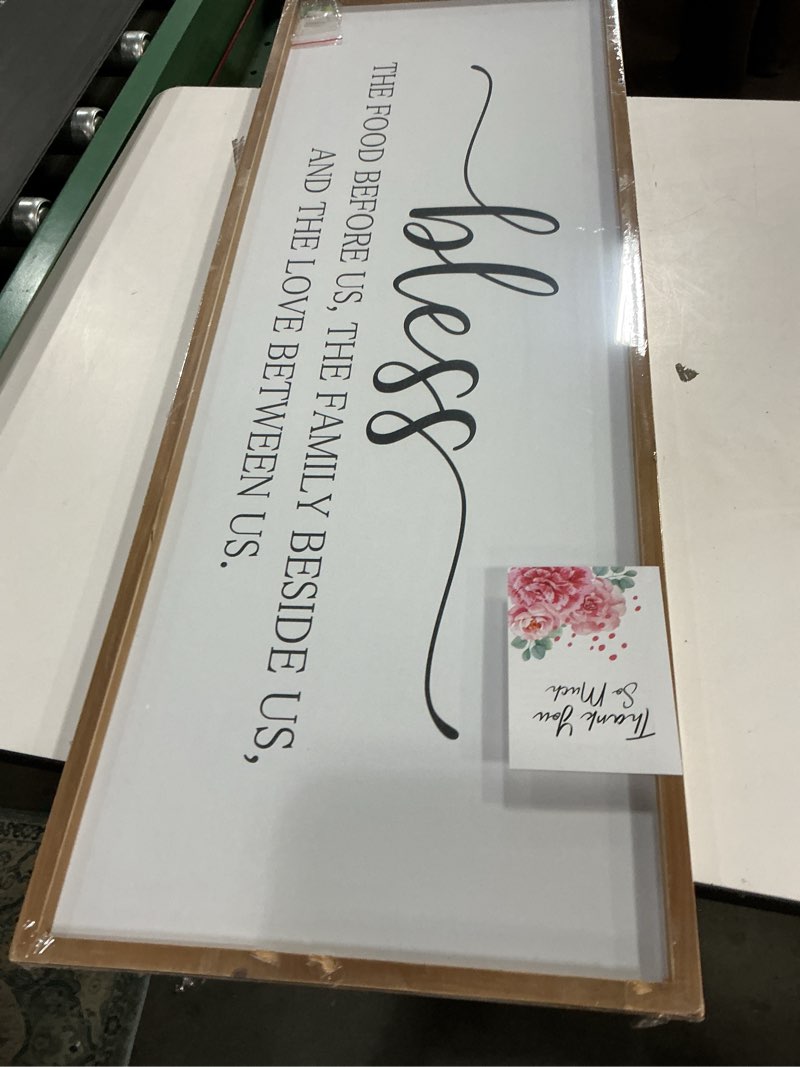 bless
THE FOOD BEFORE US, THE FAMILY BESIDE US,
AND THE LOVE BETWEEN US.
Thank You
So Much